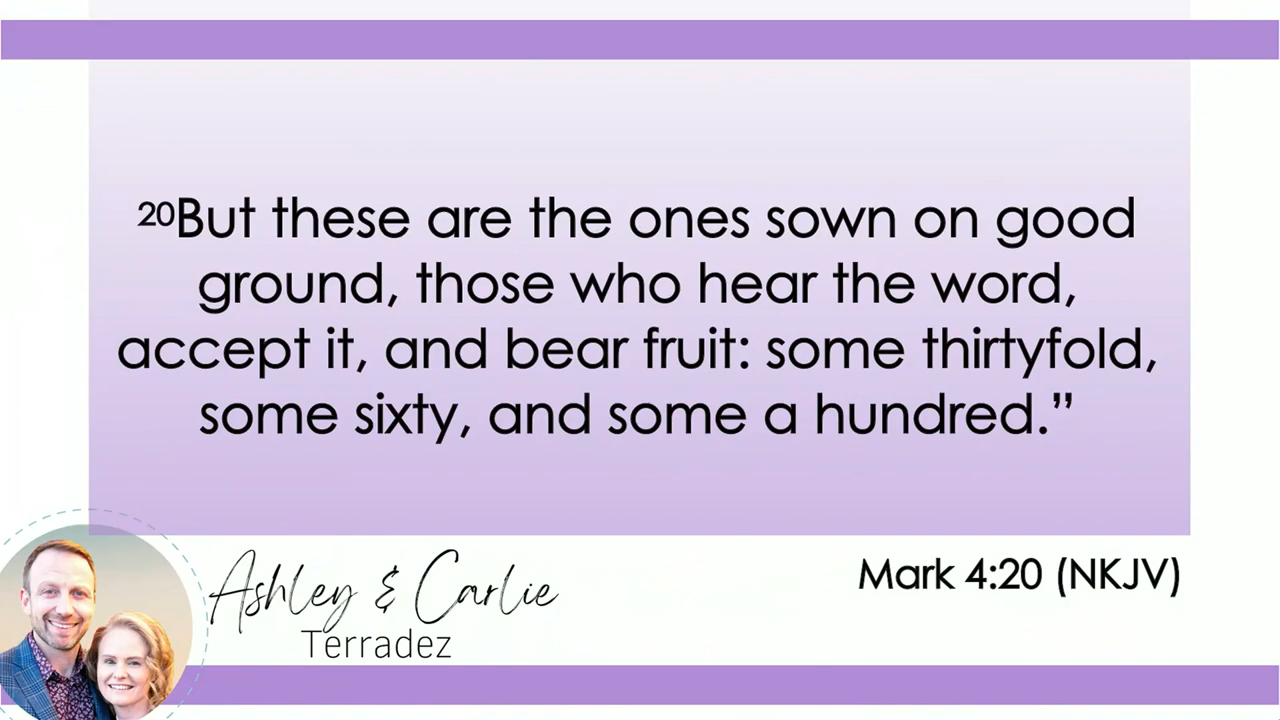 20But these are the ones sown on good
ground, those who hear the word,
accept it, and bear fruit: some thirtyfold,
some sixty, and some a hundred.”
Ashley & Carlie
Terradez
Mark 4:20 (NKJV)